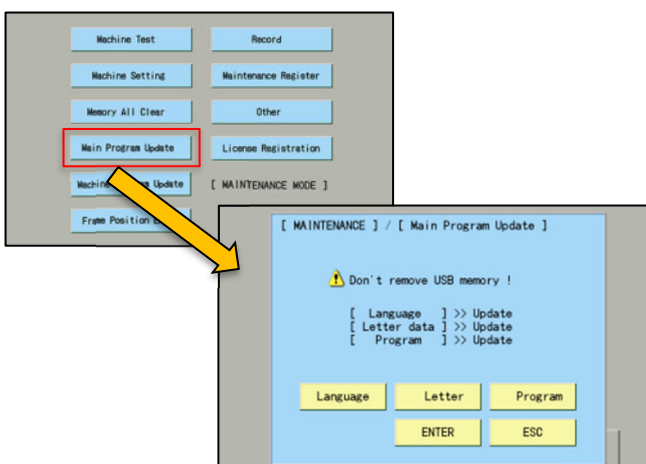 Machine Test
Record
Machine Setting
Maintenance Register
Memory All Clear
Other
Main Program Update
License Registration
Update
[ MAINTENANCE MODE ]
Frame Position
[ MAINTENANCE ] / [ Main Program Update ]
Don't remove USB memory !
[ Language ] >> Update
[ Letter data ] >> Update
[ Program ] >> Update
Language
Letter
Program
ENTER
ESC